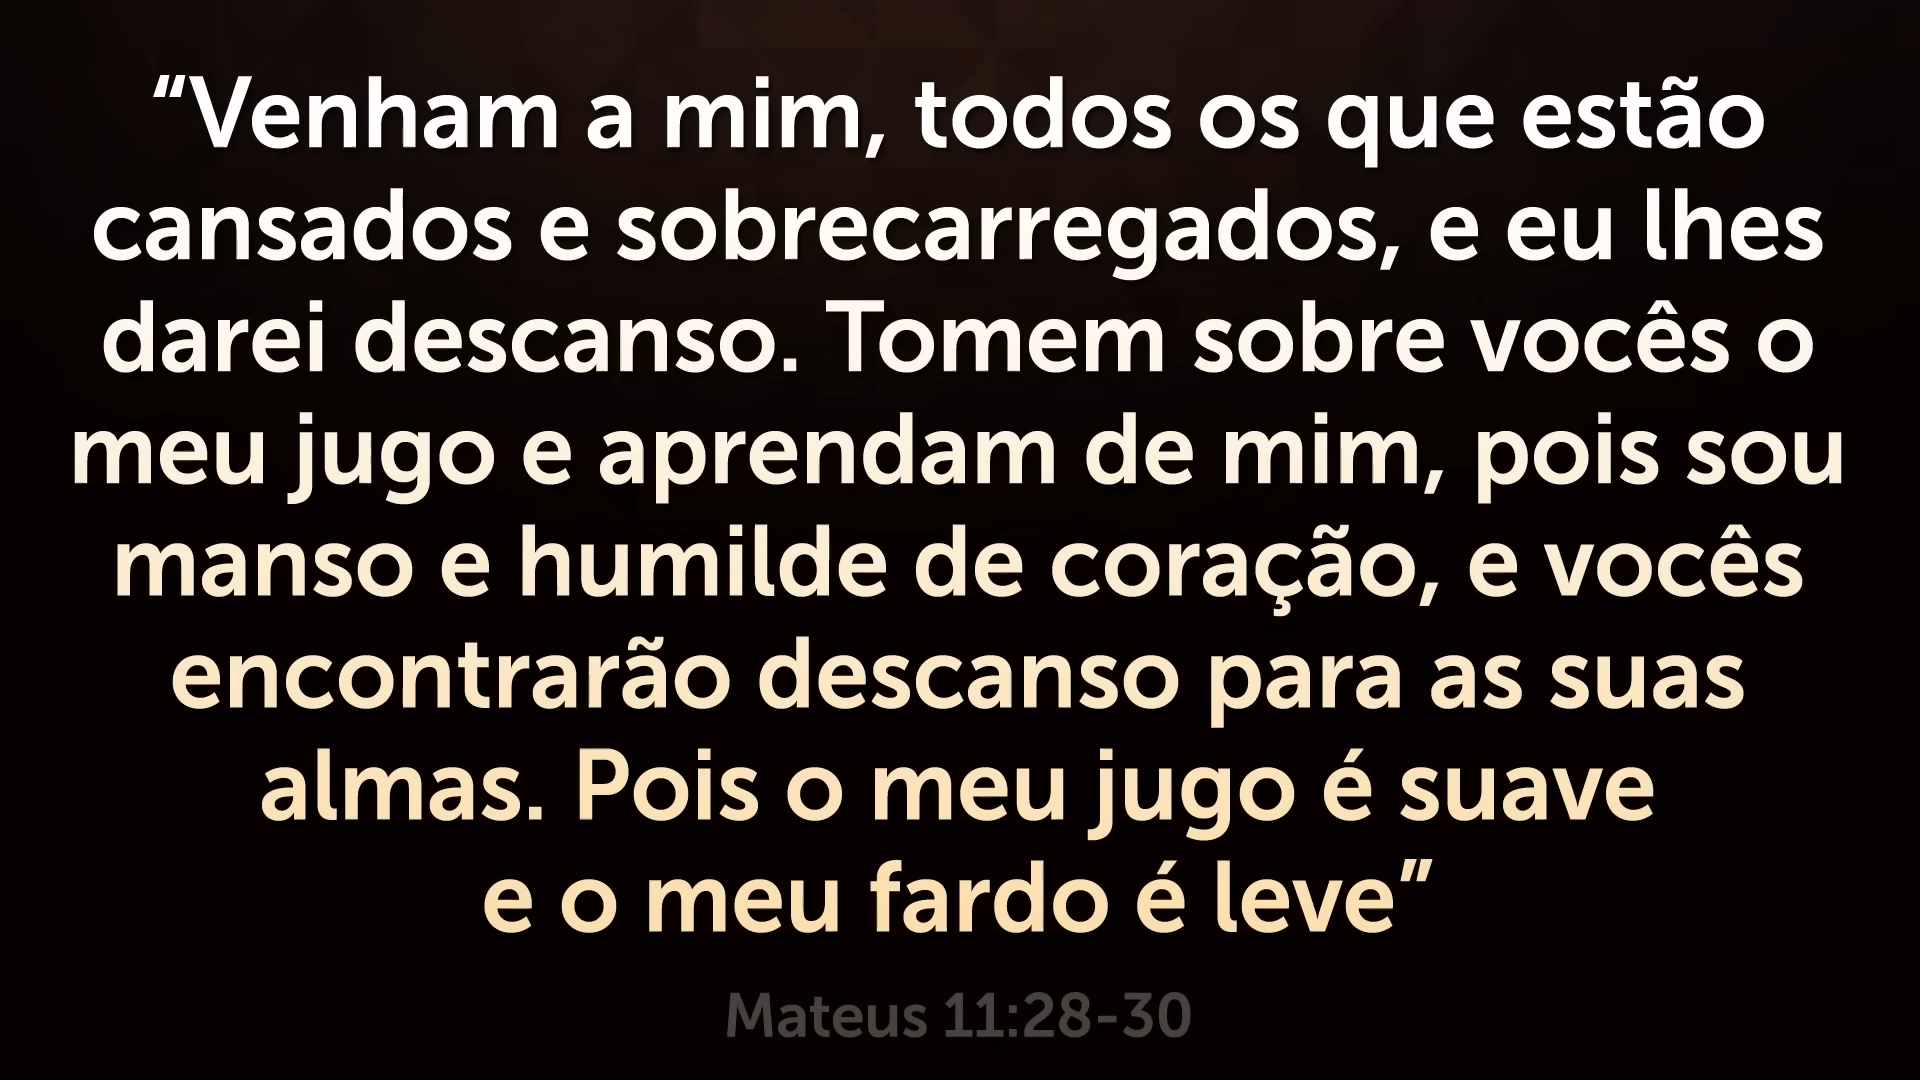 “Venham a mim, todos os que estão
cansados e sobrecarregados, e eu lhes
darei descanso. Tomem sobre vocês o
meu jugo e aprendam de mim, pois sou
manso e humilde de coração, e vocês
encontrarão descanso para as suas
almas. Pois o meu jugo é suave
e o meu fardo é leve”
Mateus 11:28-30